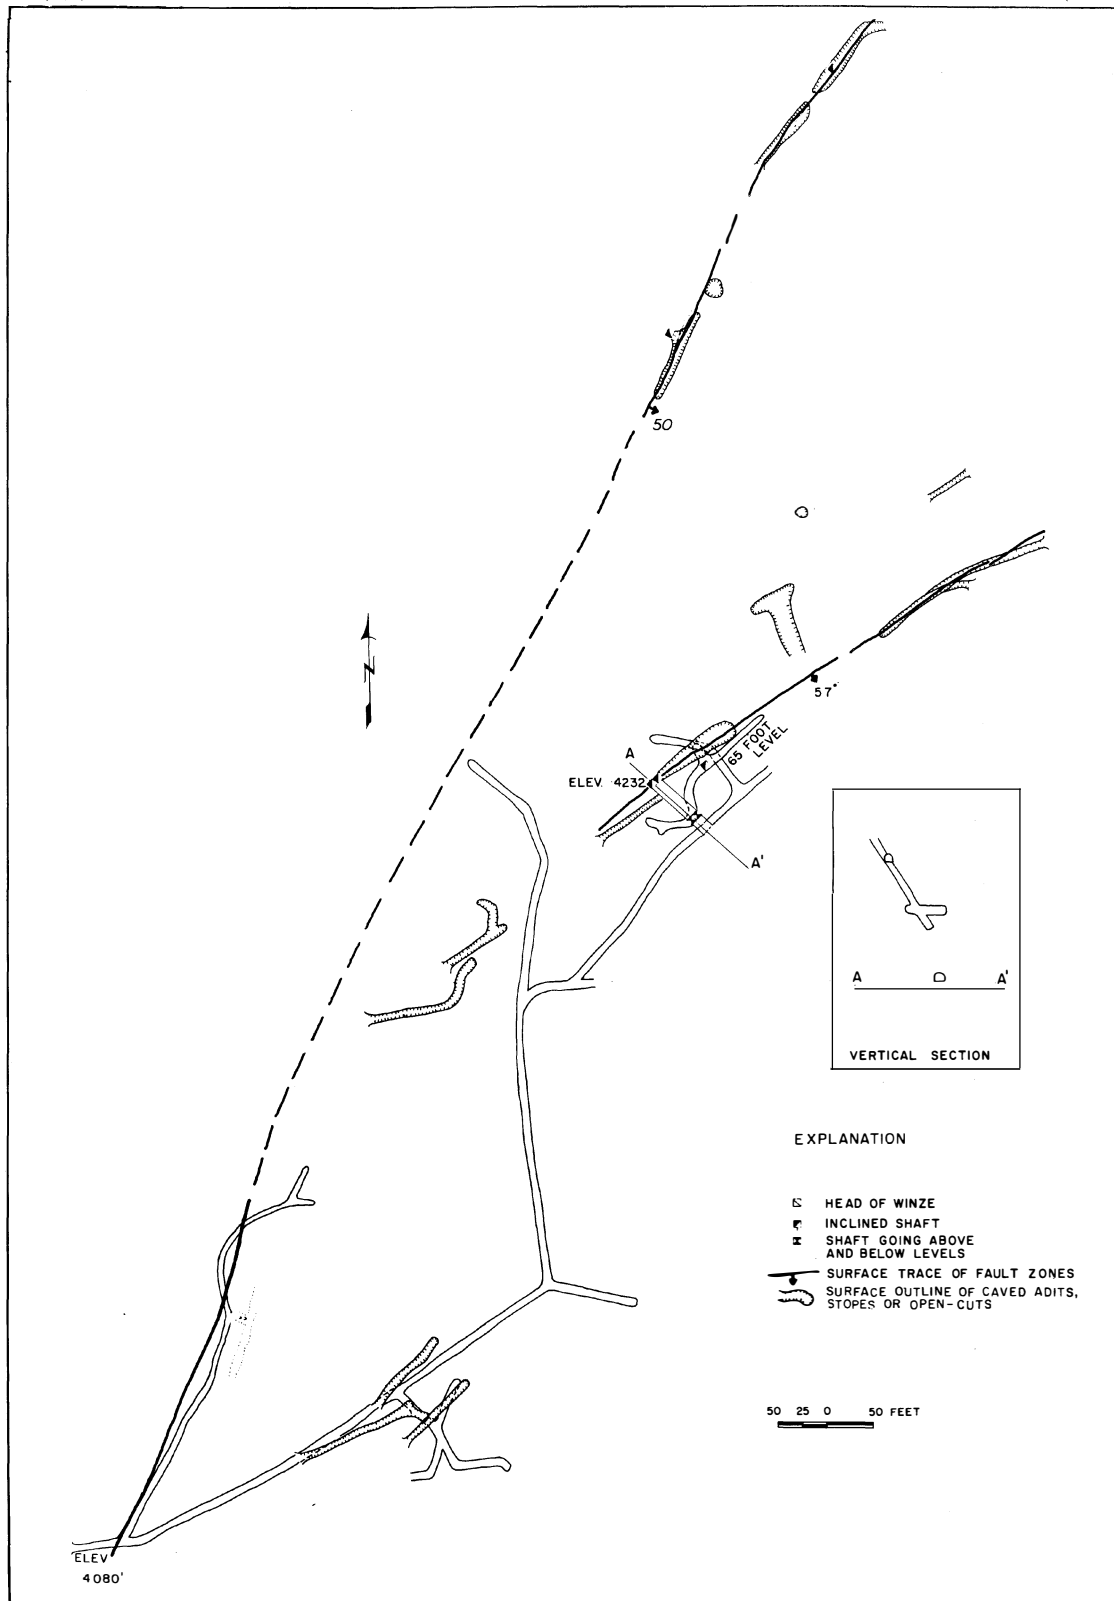 50
57°
65 FOOT
LEVEL
A
ELEV. 4232
A'
A
A'
VERTICAL SECTION
EXPLANATION
HEAD OF WINZE
INCLINED SHAFT
SHAFT GOING ABOVE
AND BELOW LEVELS
SURFACE TRACE OF FAULT ZONES
SURFACE OUTLINE OF CAVED ADITS,
STOPES OR OPEN-CUTS
50 25 0 50 FEET
ELEV
4080'
N